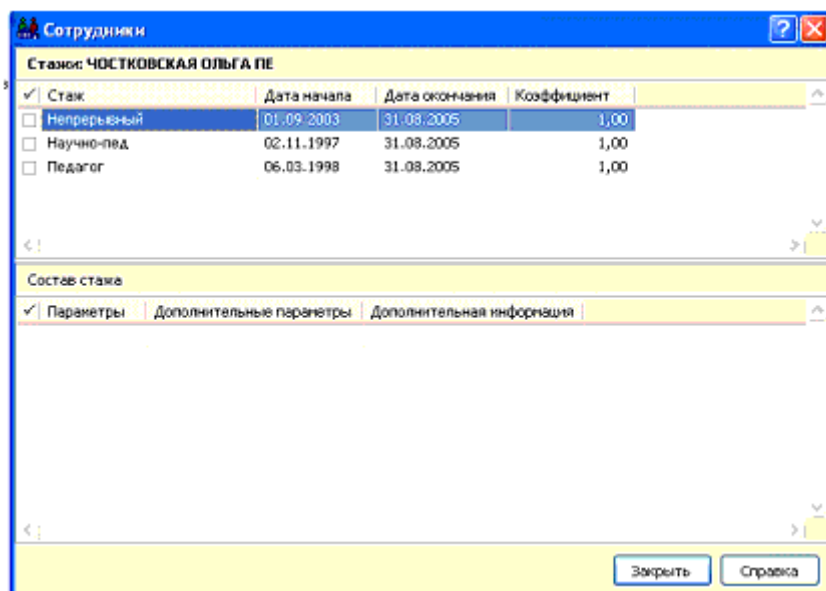 Сотрудники
Стажи: ЧОСТКОВСКАЯ ОЛЬГА ПЕ
Стаж Дата начала Дата окончания Коэффициент
Непрерывный 01.09.2003 31.08.2005 1,00
Научно-пед 02.11.1997 31.08.2005 1,00
Педагог 06.03.1998 31.08.2005 1,00
Состав стажа
Параметры Дополнительные параметры Дополнительная информация
Закрыть Справка